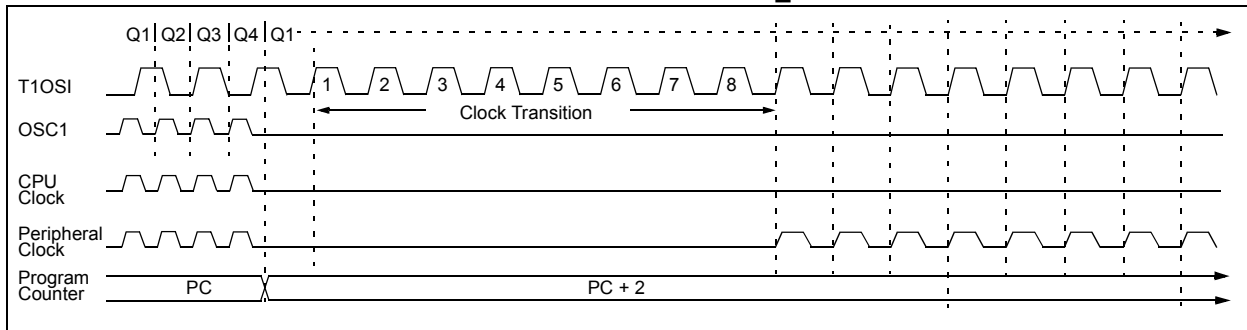 Q1 Q2 Q3 Q4 Q1
T1OSI
1 2 3 4 5 6 7 8
Clock Transition
OSC1
CPU
Clock
Peripheral
Clock
Program
Counter
PC
PC + 2